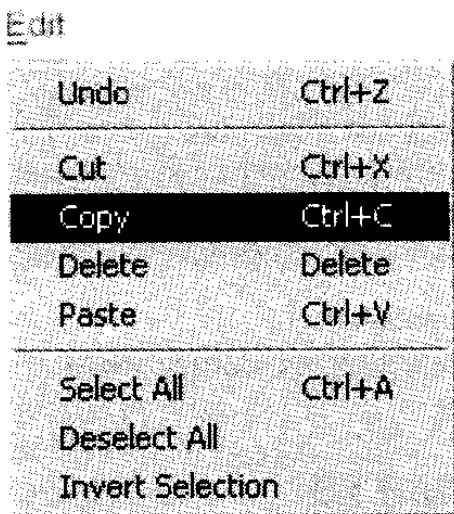 Edit
Undo Ctrl+Z
Cut Ctrl+X
Copy Ctrl+C
Delete Delete
Paste Ctrl+V
Select All Ctrl+A
Deselect All
Invert Selection